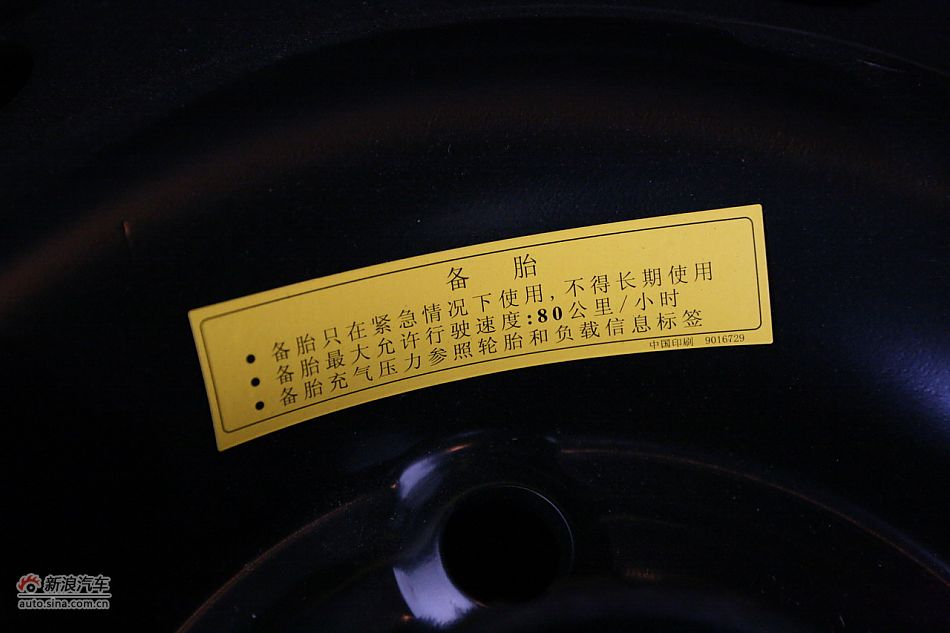 备 胎
● 备胎只在紧急情况下使用,不得长期使用
● 备胎最大允许行驶速度:80公里/小时
● 备胎充气压力参照轮胎和负载信息标签
中国印刷 9016729
新浪汽车
auto.sina.com.cn